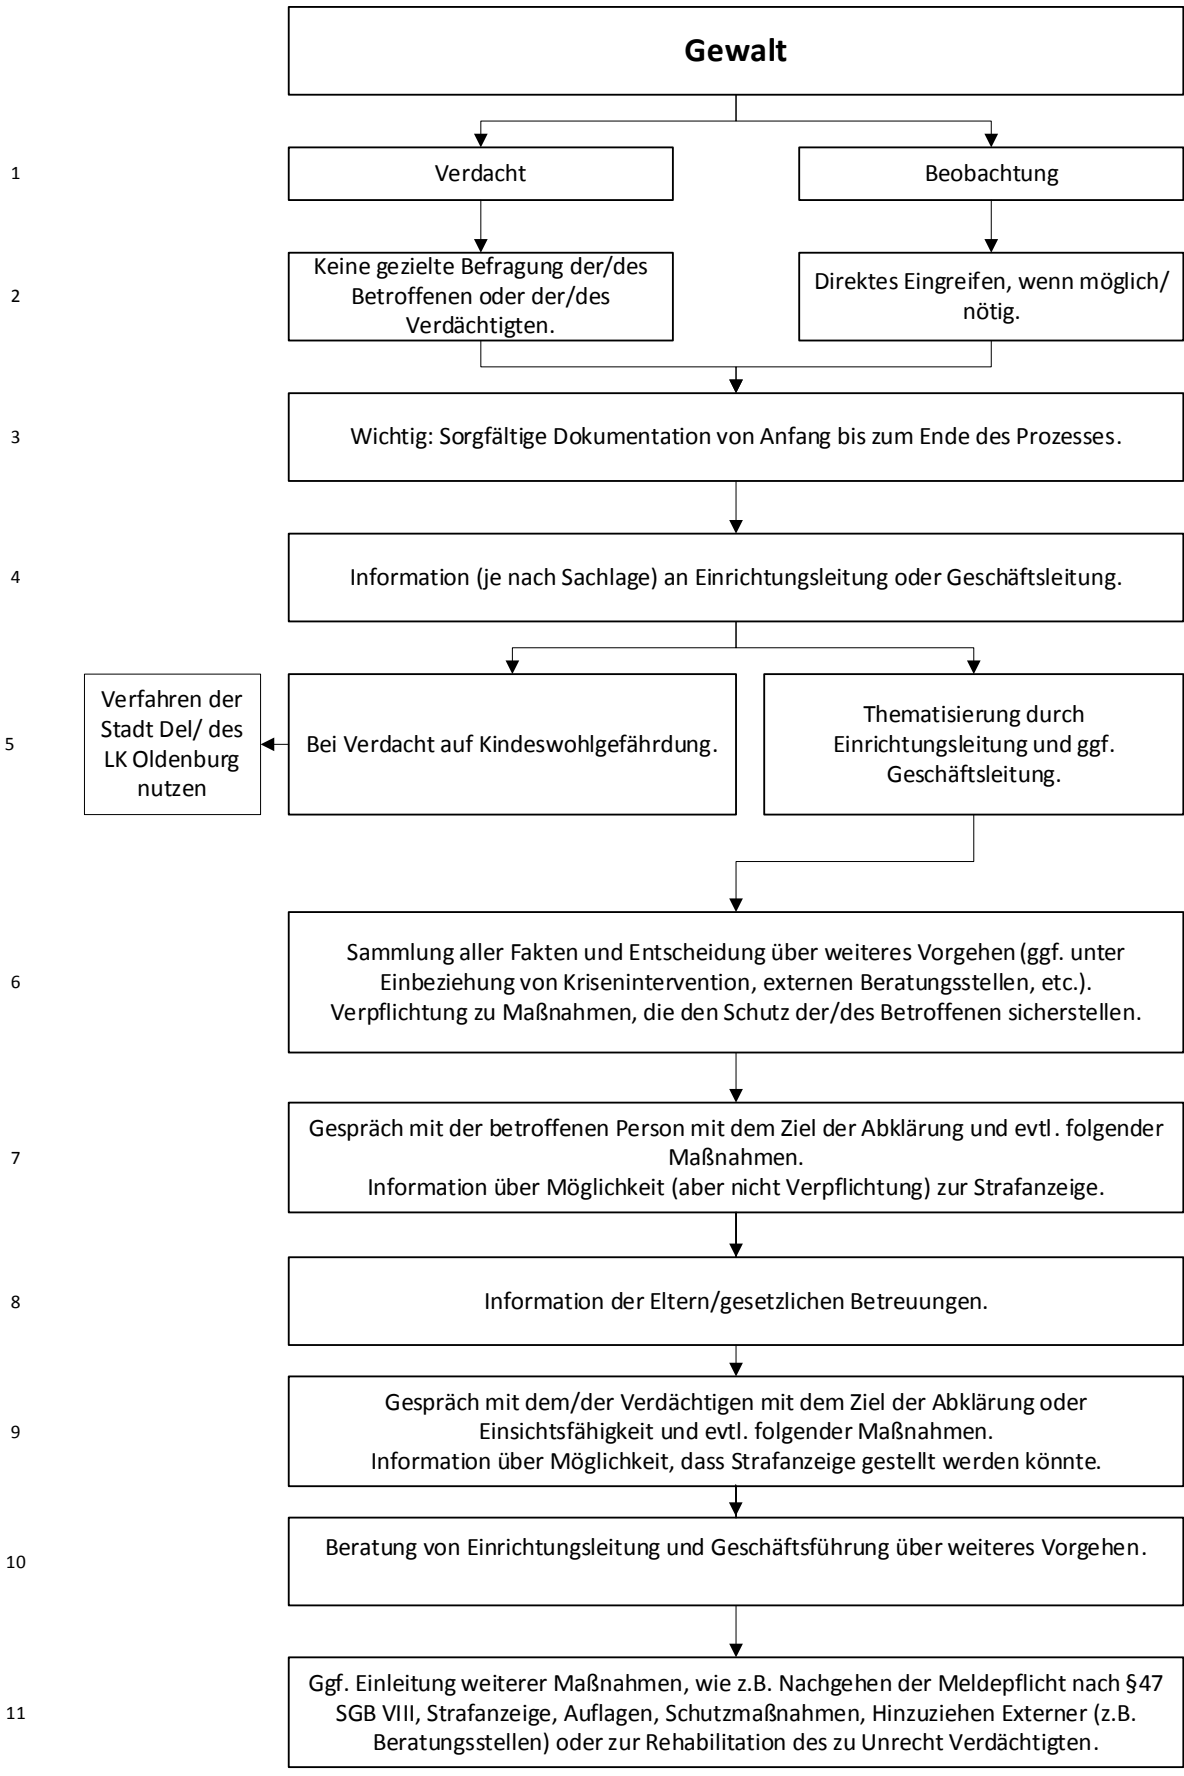 Gewalt
1
Verdacht
Beobachtung
2
Keine gezielte Befragung der/des
Betroffenen oder der/des
Verdächtigten.
Direktes Eingreifen, wenn möglich/
nötig.
3
Wichtig: Sorgfältige Dokumentation von Anfang bis zum Ende des Prozesses.
4
Information (je nach Sachlage) an Einrichtungsleitung oder Geschäftsleitung.
5
Verfahren der
Stadt Del/ des
LK Oldenburg
nutzen
Bei Verdacht auf Kindeswohlgefährdung.
Thematisierung durch
Einrichtungsleitung und ggf.
Geschäftsleitung.
6
Sammlung aller Fakten und Entscheidung über weiteres Vorgehen (ggf. unter
Einbeziehung von Krisenintervention, externen Beratungsstellen, etc.).
Verpflichtung zu Maßnahmen, die den Schutz der/des Betroffenen sicherstellen.
7
Gespräch mit der betroffenen Person mit dem Ziel der Abklärung und evtl. folgender
Maßnahmen.
Information über Möglichkeit (aber nicht Verpflichtung) zur Strafanzeige.
8
Information der Eltern/gesetzlichen Betreuungen.
9
Gespräch mit dem/der Verdächtigen mit dem Ziel der Abklärung oder
Einsichtsfähigkeit und evtl. folgender Maßnahmen.
Information über Möglichkeit, dass Strafanzeige gestellt werden könnte.
10
Beratung von Einrichtungsleitung und Geschäftsführung über weiteres Vorgehen.
11
Ggf. Einleitung weiterer Maßnahmen, wie z.B. Nachgehen der Meldepflicht nach §47
SGB VIII, Strafanzeige, Auflagen, Schutzmaßnahmen, Hinzuziehen Externer (z.B.
Beratungsstellen) oder zur Rehabilitation des zu Unrecht Verdächtigten.